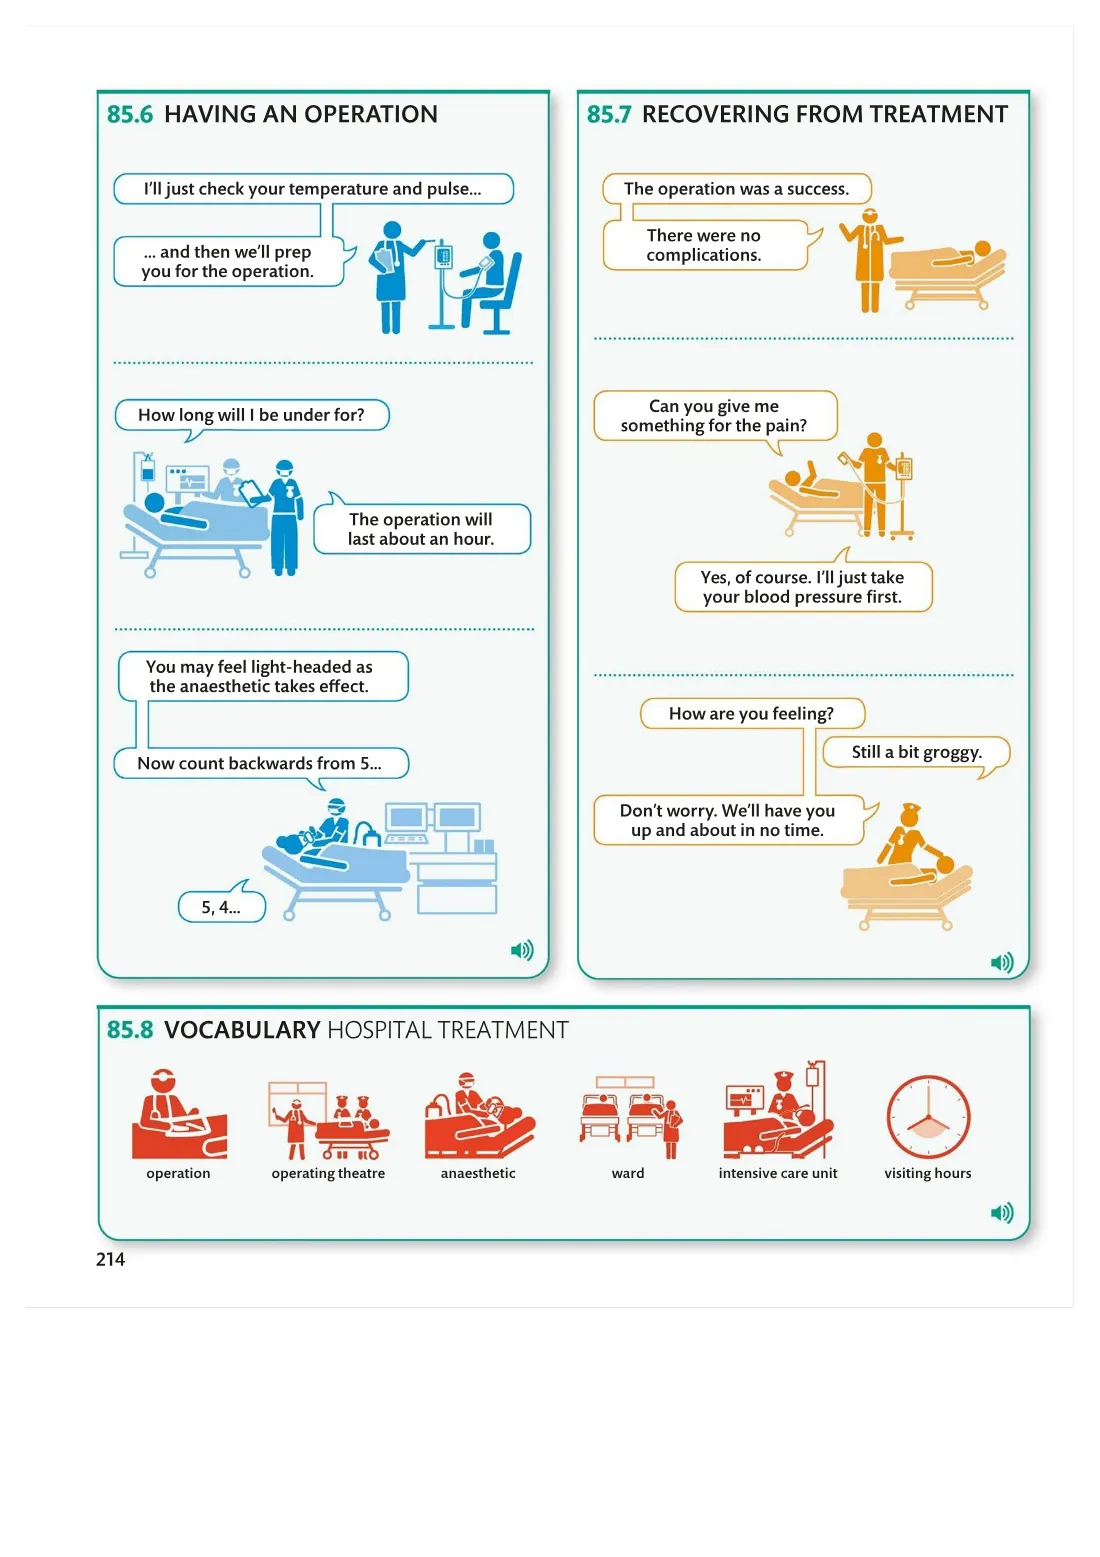 85.6 HAVING AN OPERATION
I'll just check your temperature and pulse...
... and then we'll prep
you for the operation.
How long will I be under for?
The operation will
last about an hour.
You may feel light-headed as
the anaesthetic takes effect.
Now count backwards from 5...
5, 4...
85.7 RECOVERING FROM TREATMENT
The operation was a success.
There were no
complications.
Can you give me
something for the pain?
Yes, of course. I'll just take
your blood pressure first.
How are you feeling?
Still a bit groggy.
Don't worry. We'll have you
up and about in no time.
85.8 VOCABULARY HOSPITAL TREATMENT
operation
operating theatre
anaesthetic
ward
intensive care unit
visiting hours
214